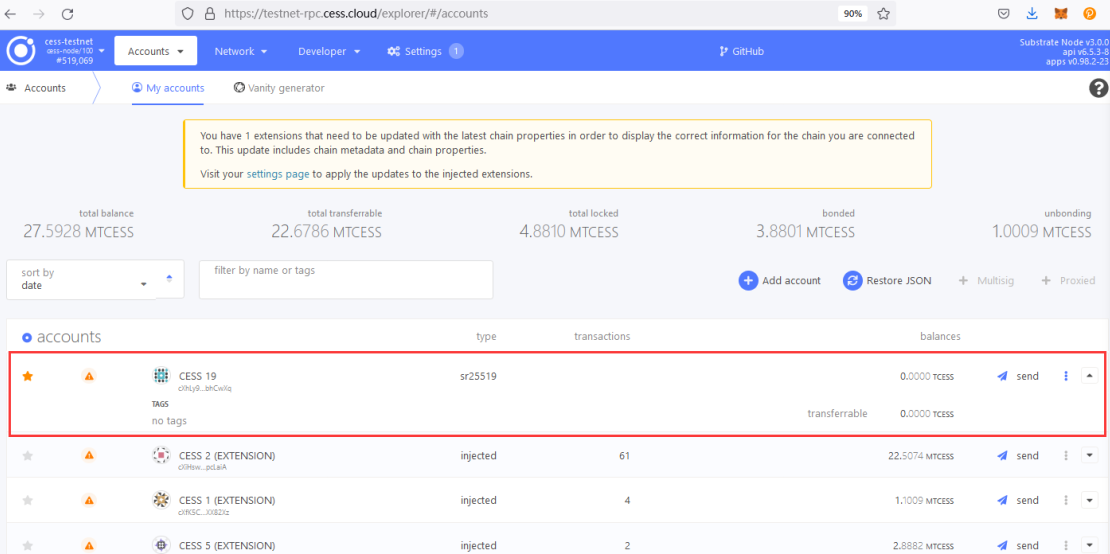 https://testnet-rpc.cess.cloud/explorer/#/accounts
90%
cess-testnet
cess-node/100
#519,069
Accounts
Network
Developer
Settings
1
GitHub
Substrate Node v3.0.0
api v6.5.3-8
apps v0.98.2-23
Accounts
My accounts
Vanity generator
You have 1 extensions that need to be updated with the latest chain properties in order to display the correct information for the chain you are connected
to. This update includes chain metadata and chain properties.
Visit your settings page to apply the updates to the injected extensions.
total balance
27.5928 MTCESS
total transferrable
22.6786 MTCESS
total locked
4.8810 MTCESS
bonded
3.8801 MTCESS
unbonding
1.0009 MTCESS
sort by
date
filter by name or tags
Add account
Restore JSON
Multisig
Proxied
accounts type transactions balances
CESS 19 sr25519 0.0000 TCESS send
cXhLy9...bhCwXq
TAGS
no tags
transferrable 0.0000 TCESS
CESS 2 (EXTENSION) injected 61 22.5074 MTCESS send
cXHsw...pcLaiA
CESS 1 (EXTENSION) injected 4 1.1009 MTCESS send
cXfK5C...XX82Xz
CESS 5 (EXTENSION) injected 2 2.8882 MTCESS send